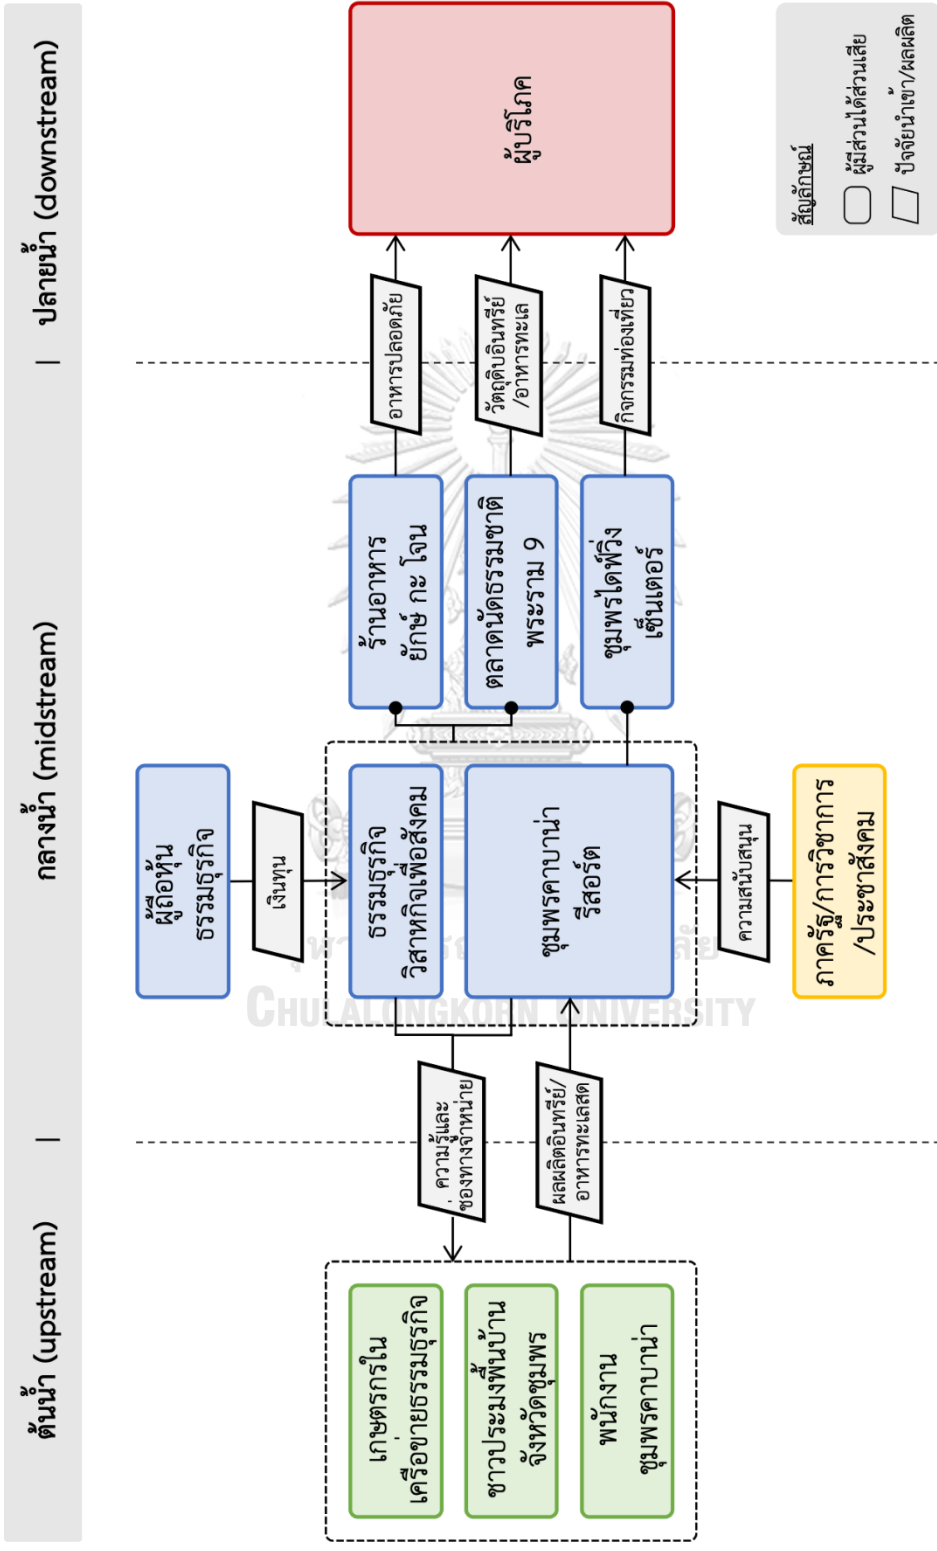 ต้นน้ำ (upstream)
|
กลางน้ำ (midstream)
|
ปลายน้ำ (downstream)
ผู้ถือหุ้น
ธรรมธุรกิจ
เงินทุน
เกษตรกรใน
เครือข่ายธรรมธุรกิจ
ชาวประมงพื้นบ้าน
จังหวัดชุมพร
พนักงาน
ชุมพรคาบาน่า
ความรู้และ
ช่องทางจำหน่าย
ผลผลิตอินทรีย์/
อาหารทะเลสด
ธรรมธุรกิจ
วิสาหกิจเพื่อสังคม
ชุมพรคาบาน่า
รีสอร์ต
ความสนับสนุน
ภาครัฐ/การวิชาการ
/ประชาสังคม
ร้านอาหาร
ยักษ์ กะ โจน
ตลาดนัดธรรมชาติ
พระราม 9
ชุมพรไดฟ์วิ่ง
เซ็นเตอร์
อาหารปลอดภัย
วัตถุดิบอินทรีย์
/อาหารทะเล
กิจกรรมท่องเที่ยว
ผู้บริโภค
สัญลักษณ์
ผู้มีส่วนได้ส่วนเสีย
ปัจจัยนำเข้า/ผลผลิต
CHULALONGKORN UNIVERSITY